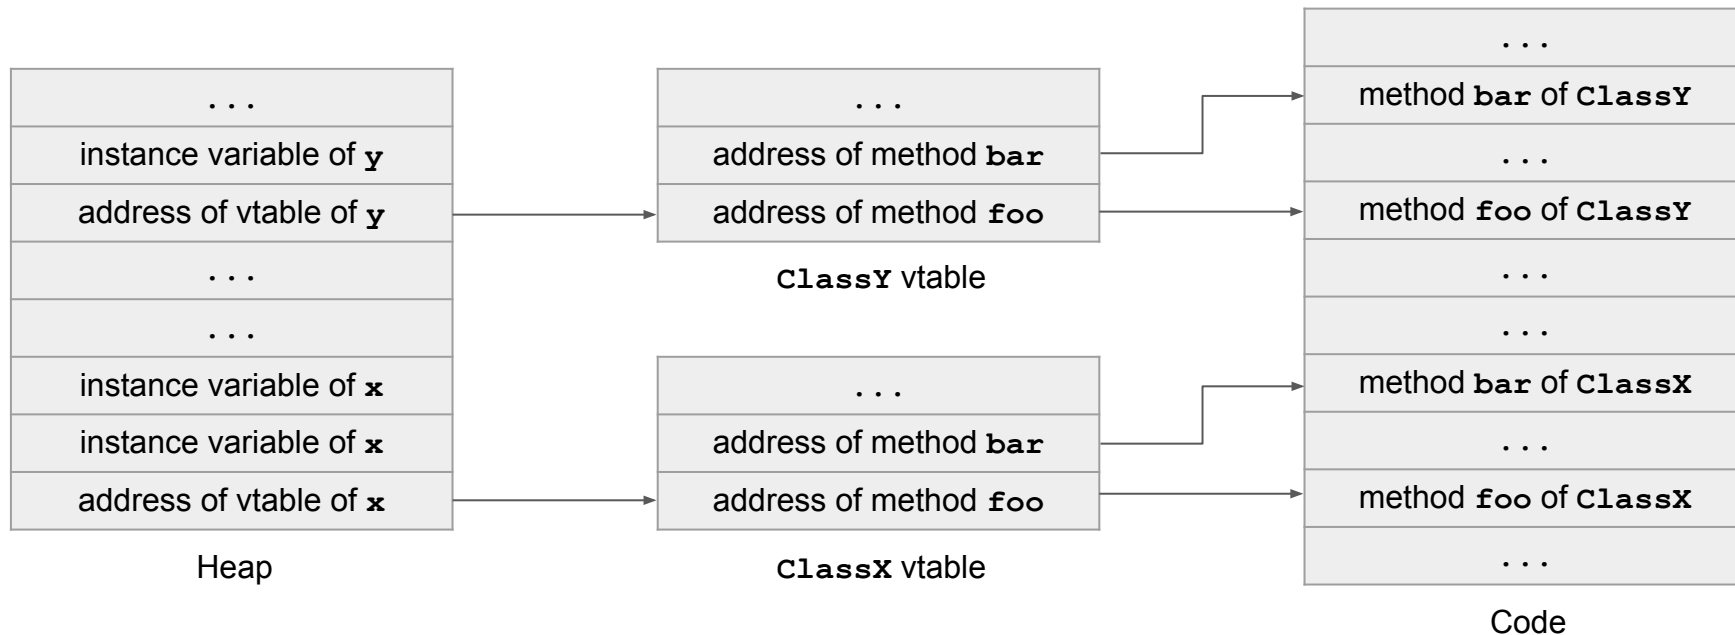 ...
instance variable of y
address of vtable of y
...
...
instance variable of x
instance variable of x
address of vtable of x
Heap
...
address of method bar
address of method foo
ClassY vtable
...
address of method bar
address of method foo
ClassX vtable
...
method bar of ClassY
...
method foo of ClassY
...
...
method bar of ClassX
...
method foo of ClassX
...
Code